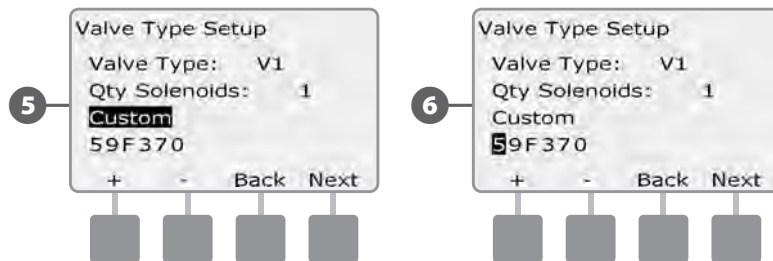 5
Valve Type Setup
Valve Type: V1
Qty Solenoids: 1
Custom
59F370
+ - Back Next
6
Valve Type Setup
Valve Type: V1
Qty Solenoids: 1
Custom
59F370
+ - Back Next